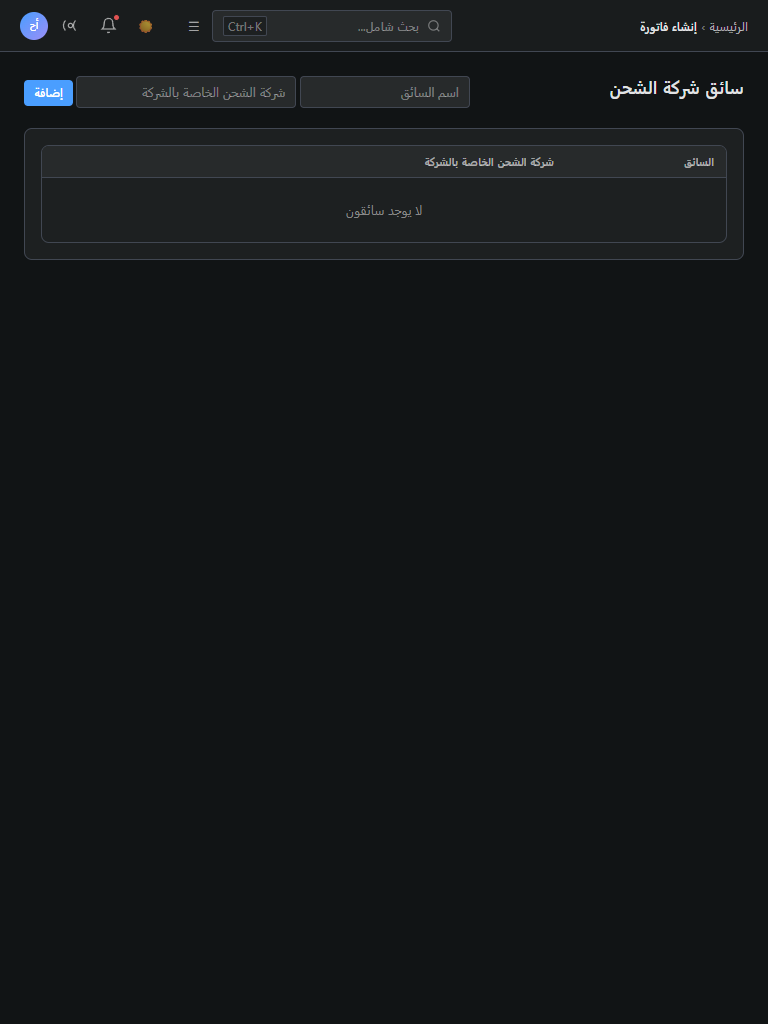 الرئيسية › إنشاء فاتورة
بحث شامل... Ctrl+K
أح
سائق شركة الشحن
اسم السائق
شركة الشحن الخاصة بالشركة
إضافة
السائق شركة الشحن الخاصة بالشركة
لا يوجد سائقون